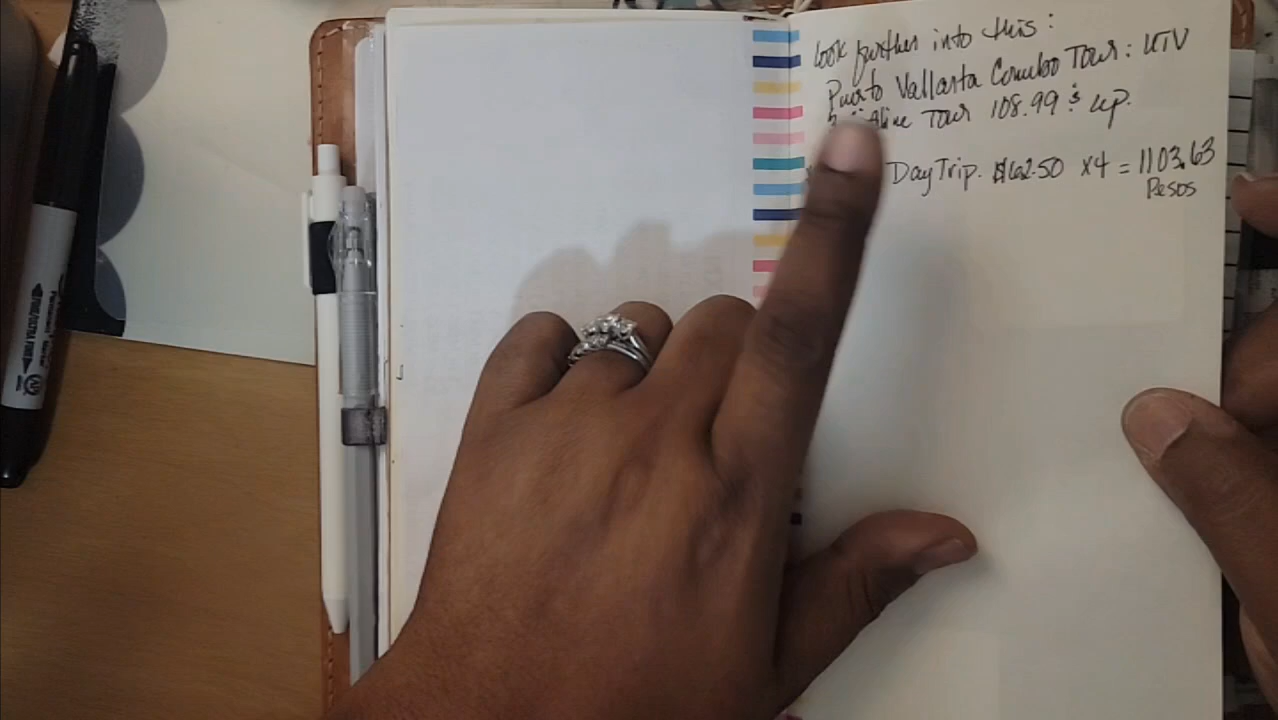 Look further into this:
Puerto Vallarta Combo Tour: UTV
Tour 108.99 & up.
Day Trip. $62.50 x4 = 1103.63
Pesos